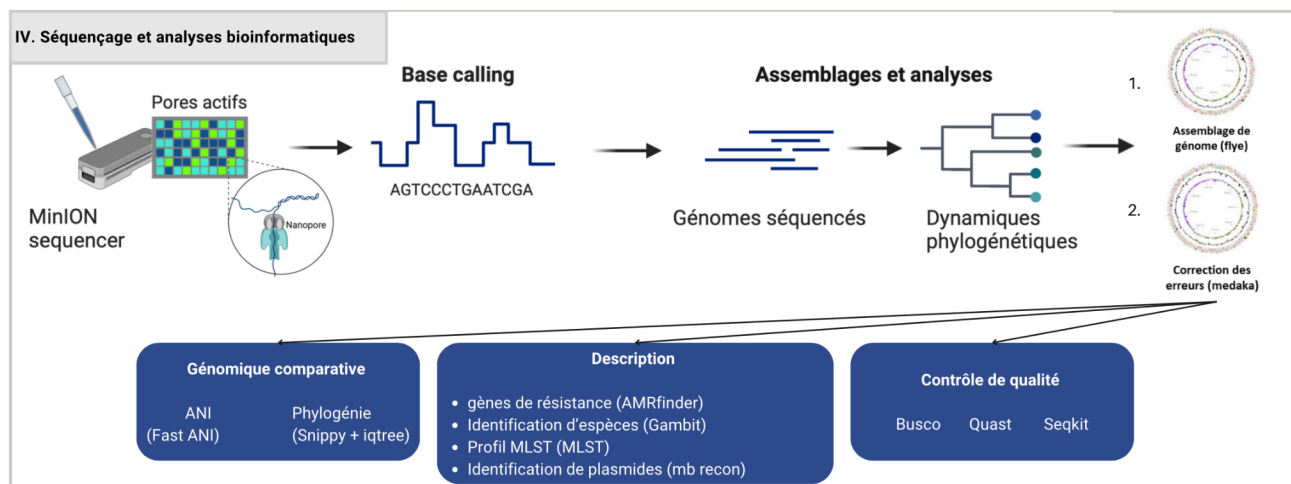 IV. Séquençage et analyses bioinformatiques
Base calling
Assemblages et analyses
Pores actifs
MinION
sequencer
Nanopore
AGTCCCTGAATCGA
Génomes séquencés
Dynamiques
phylogénétiques
1.
Assemblage de
génome (flye)
2.
Correction des
erreurs (medaka)
Génomique comparative
ANI
(Fast ANI)
Phylogénie
(Snippy + iqtree)
Description
• gènes de résistance (AMRfinder)
• Identification d'espèces (Gambit)
• Profil MLST (MLST)
• Identification de plasmides (mb recon)
Contrôle de qualité
Busco Quast Seqkit